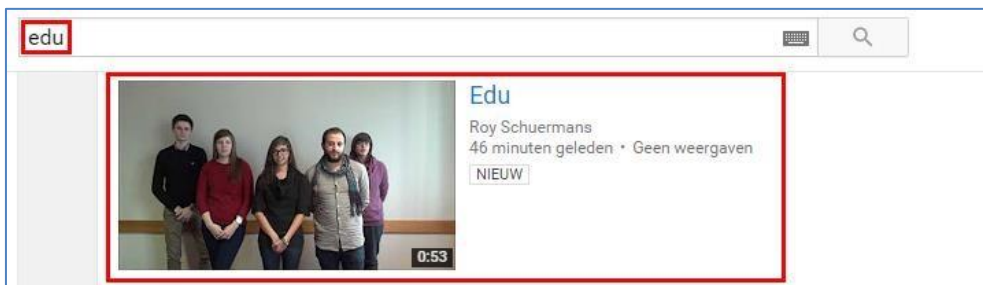 edu
Edu
Roy Schuermans
46 minuten geleden · Geen weergaven
NIEUW
0:53